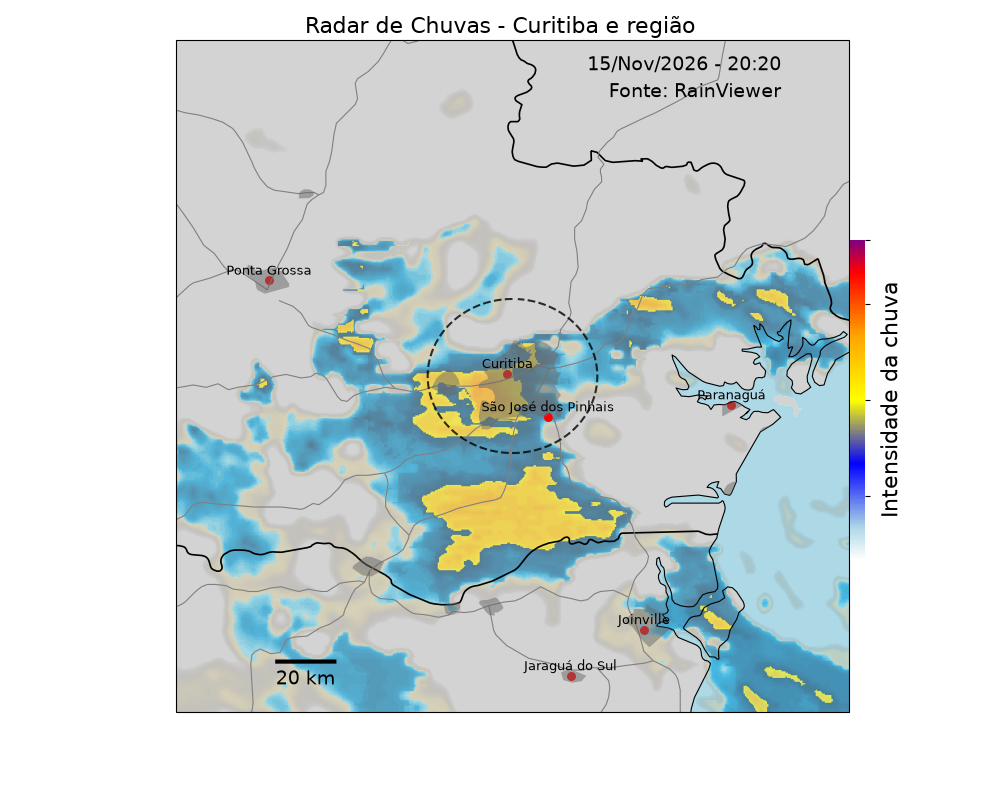 Radar de Chuvas - Curitiba e região
15/Nov/2026 - 20:20
Fonte: RainViewer
Ponta Grossa
Curitiba
São José dos Pinhais
Paranaguá
Intensidade da chuva
Joinville
Jaraguá do Sul
20 km